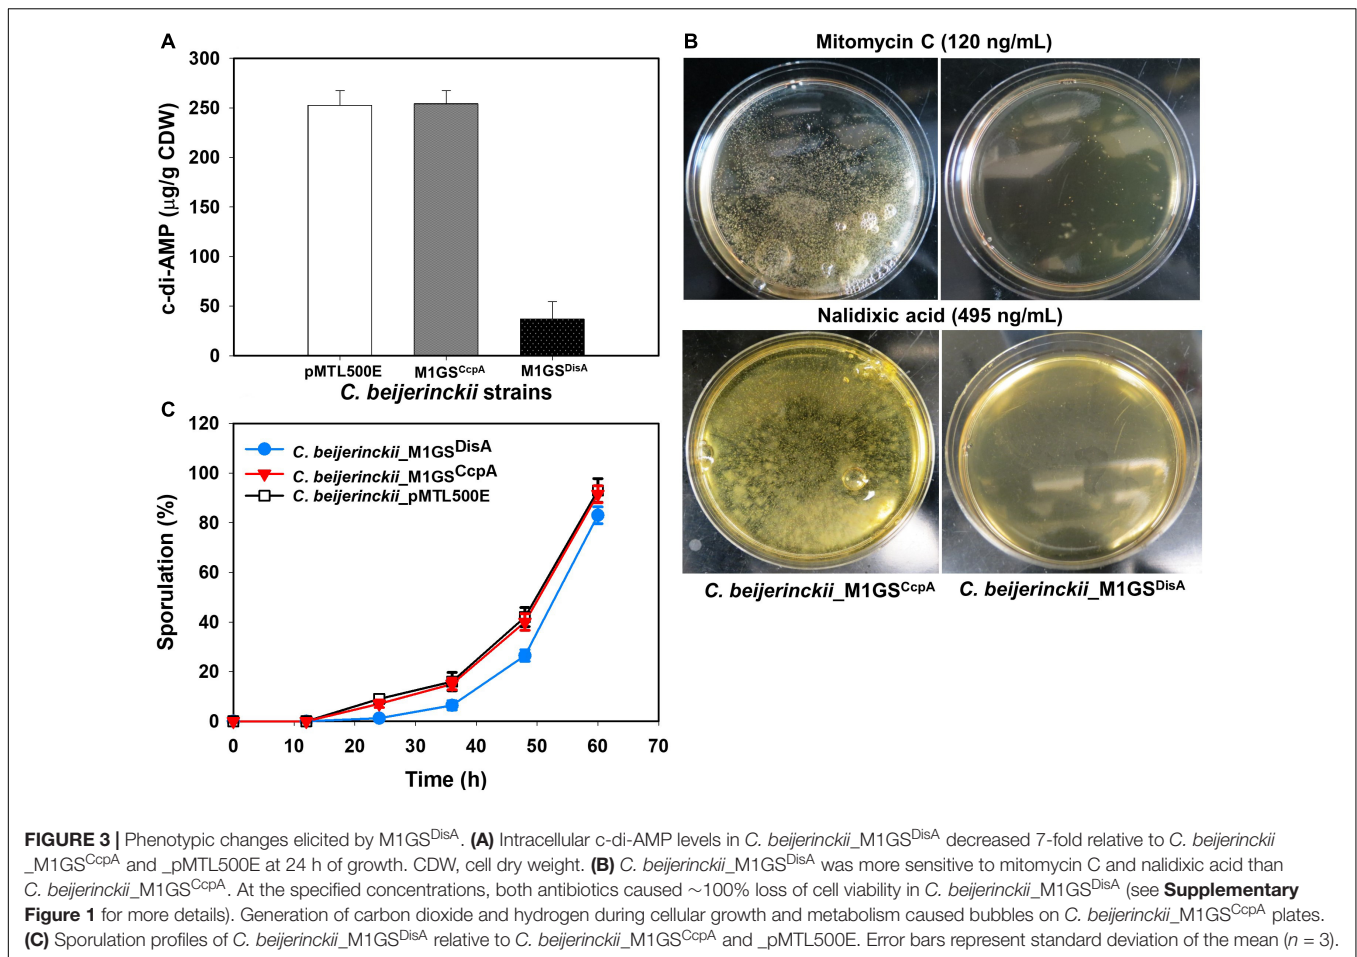 A
300
250
200
150
100
50
0
c-di-AMP (µg/g CDW)
pMTL500E M1GSCcpA M1GSDisA
C. beijerinckii strains
B
Mitomycin C (120 ng/mL)
Nalidixic acid (495 ng/mL)
C. beijerinckii_M1GSCcpA C. beijerinckii_M1GSDisA
C
120
100
80
60
40
20
0
Sporulation (%)
C. beijerinckii_M1GSDisA
C. beijerinckii_M1GSCcpA
C. beijerinckii_pMTL500E
0 10 20 30 40 50 60 70
Time (h)
FIGURE 3 | Phenotypic changes elicited by M1GSDisA. (A) Intracellular c-di-AMP levels in C. beijerinckii_M1GSDisA decreased 7-fold relative to C. beijerinckii
_M1GSCcpA and _pMTL500E at 24 h of growth. CDW, cell dry weight. (B) C. beijerinckii_M1GSDisA was more sensitive to mitomycin C and nalidixic acid than
C. beijerinckii_M1GSCcpA. At the specified concentrations, both antibiotics caused ~100% loss of cell viability in C. beijerinckii_M1GSDisA (see Supplementary
Figure 1 for more details). Generation of carbon dioxide and hydrogen during cellular growth and metabolism caused bubbles on C. beijerinckii_M1GSCcpA plates.
(C) Sporulation profiles of C. beijerinckii_M1GSDisA relative to C. beijerinckii_M1GSCcpA and _pMTL500E. Error bars represent standard deviation of the mean (n = 3).